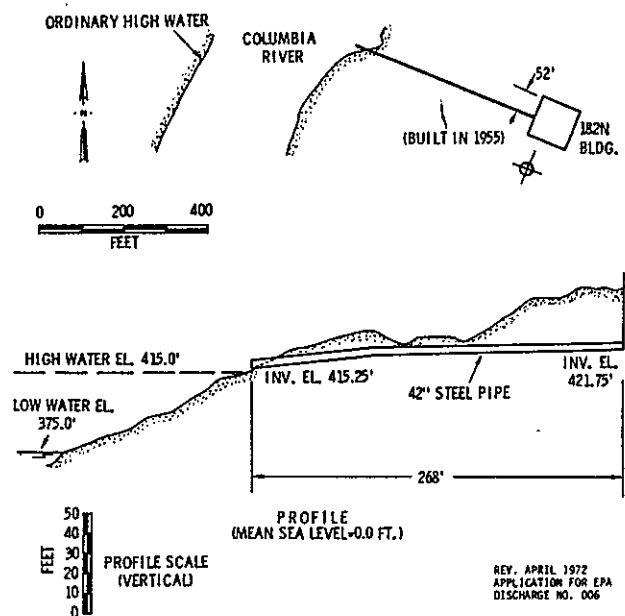 ORDINARY HIGH WATER
COLUMBIA
RIVER
N
52'
(BUILT IN 1955)
182N
BLDG.
0 200 400
FEET
HIGH WATER EL. 415.0'
LOW WATER EL.
375.0'
INV. EL. 415.25'
42" STEEL PIPE
INV. EL.
421.75'
268'
50
40
30
20
10
0
FEET
PROFILE SCALE
(VERTICAL)
PROFILE
(MEAN SEA LEVEL=0.0 FT.)
REV. APRIL 1972
APPLICATION FOR EPA
DISCHARGE NO. 006